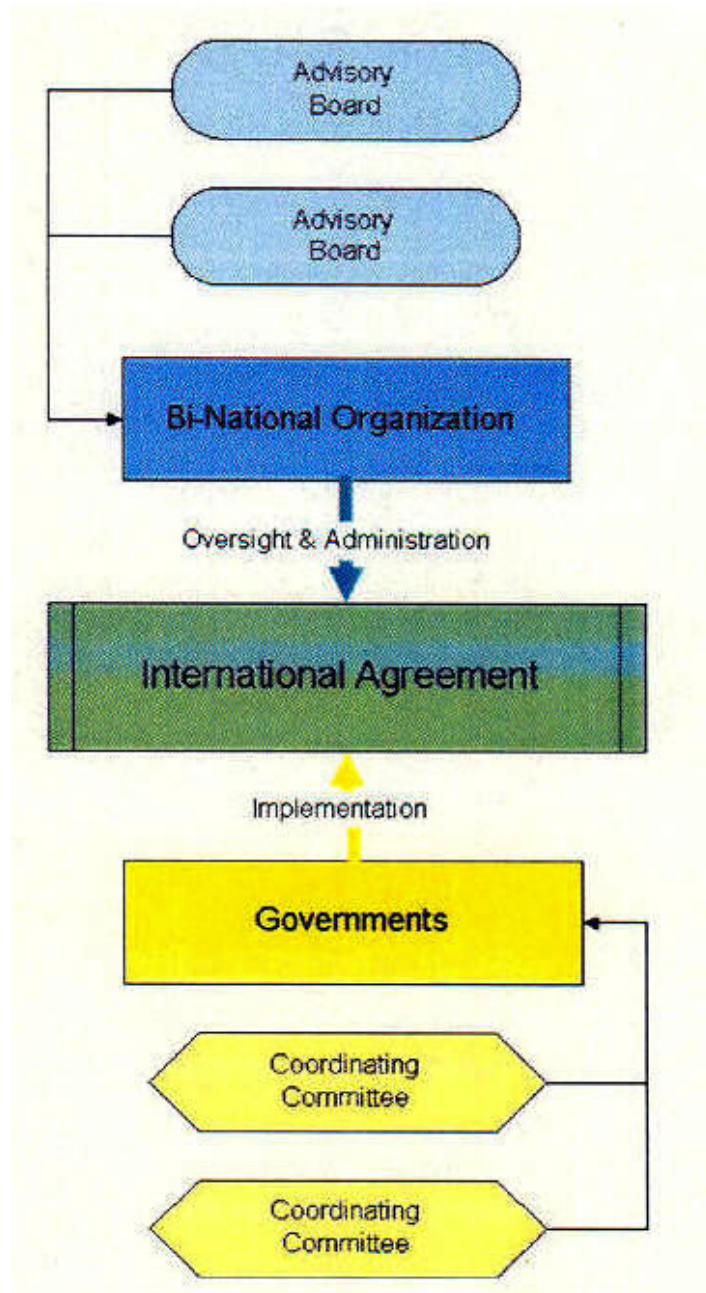 Advisory
Board
Advisory
Board
Bi-National Organization
Oversight & Administration
International Agreement
Implementation
Governments
Coordinating
Committee
Coordinating
Committee